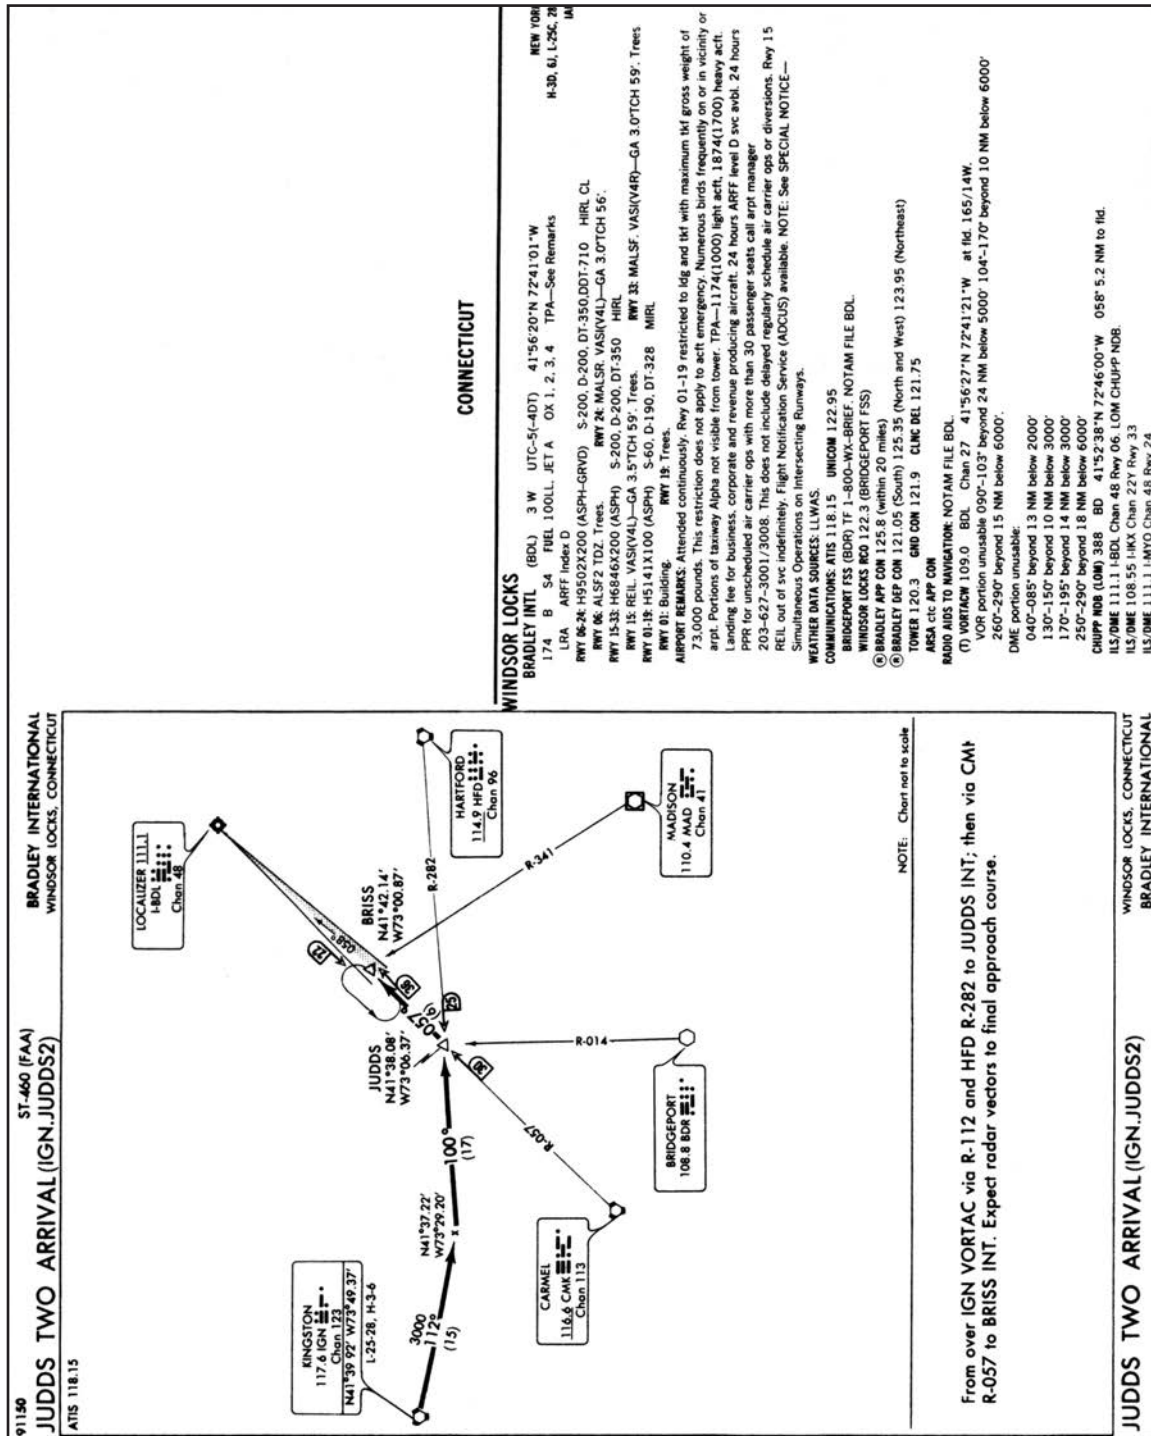 91150
JUDDS TWO ARRIVAL (IGN.JUDDS2)
ST-460 (FAA)
BRADLEY INTERNATIONAL
WINDSOR LOCKS, CONNECTICUT
ATIS 118.15
LOCALIZER 111.1
I-BDL
Chan 48
KINGSTON
117.6 IGN
Chan 123
N41°39 92' W73°49.37'
L-25-28, H-3-6
3000
112°
(15)
N41°37.22'
W73°29.20'
x
100°
(17)
JUDDS
N41°38.08'
W73°06.37'
057
(6)
BRISS
N41°42.14'
W73°00.87'
058°
22
36
25
30
HARTFORD
114.9 HFD
Chan 96
R-282
MADISON
110.4 MAD
Chan 41
R-341
R-014
BRIDGEPORT
108.8 BDR
R-057
CARMEL
116.6 CMK
Chan 113
NOTE: Chart not to scale
From over IGN VORTAC via R-112 and HFD R-282 to JUDDS INT; then via CMK
R-057 to BRISS INT. Expect radar vectors to final approach course.
JUDDS TWO ARRIVAL (IGN.JUDDS2)
WINDSOR LOCKS, CONNECTICUT
BRADLEY INTERNATIONAL
CONNECTICUT
WINDSOR LOCKS
BRADLEY INTL (BDL) 3 W UTC-5(-4DT) 41°56'20"N 72°41'01"W
NEW YORK
174 B S4 FUEL 100LL, JET A OX 1, 2, 3, 4 TPA—See Remarks
H-3D, 6J, L-25C, 28
LRA ARFF Index D
IAP
RWY 06-24: H9502X200 (ASPH-GRVD) S-200, D-200, DT-350, DDT-710 HIRL CL
RWY 06: ALSF2 TDZ. Trees. RWY 24: MALSR. VASI(V4L)—GA 3.0°TCH 56'.
RWY 15-33: H6846X200 (ASPH) S-200, D-200, DT-350 HIRL
RWY 15: REIL. VASI(V4L)—GA 3.5°TCH 59'. Trees. RWY 33: MALSF. VASI(V4R)—GA 3.0°TCH 59'. Trees
RWY 01-19: H5141X100 (ASPH) S-60, D-190, DT-328 MIRL
RWY 01: Building. RWY 19: Trees.
AIRPORT REMARKS: Attended continuously. Rwy 01-19 restricted to ldg and tkf with maximum tkf gross weight of
73,000 pounds. This restriction does not apply to acft emergency. Numerous birds frequently on or in vicinity or
arpt. Portions of taxiway Alpha not visible from tower. TPA—1174(1000) light acft, 1874(1700) heavy acft.
Landing fee for business, corporate and revenue producing aircraft. 24 hours ARFF level D svc avbl. 24 hours
PPR for unscheduled air carrier ops with more than 30 passenger seats call arpt manager
203-627-3001/3008. This does not include delayed regularly schedule air carrier ops or diversions. Rwy 15
REIL out of svc indefinitely. Flight Notification Service (ADCUS) available. NOTE: See SPECIAL NOTICE—
Simultaneous Operations on Intersecting Runways.
WEATHER DATA SOURCES: LLWAS.
COMMUNICATIONS: ATIS 118.15 UNICOM 122.95
BRIDGEPORT FSS (BDR) TF 1-800-WX-BRIEF. NOTAM FILE BDL.
WINDSOR LOCKS RCO 122.3 (BRIDGEPORT FSS)
Ⓡ BRADLEY APP CON 125.8 (within 20 miles)
Ⓡ BRADLEY DEP CON 121.05 (South) 125.35 (North and West) 123.95 (Northeast)
TOWER 120.3 GND CON 121.9 CLNC DEL 121.75
ARSA ctc APP CON
RADIO AIDS TO NAVIGATION: NOTAM FILE BDL.
(T) VORTACW 109.0 BDL Chan 27 41°56'27"N 72°41'21"W at fld. 165/14W.
VOR portion unusable 090°-103° beyond 24 NM below 5000' 104°-170° beyond 10 NM below 6000'
260°-290° beyond 15 NM below 6000'.
DME portion unusable:
040°-085° beyond 13 NM below 2000'
130°-150° beyond 10 NM below 3000'
170°-195° beyond 14 NM below 3000'
250°-290° beyond 18 NM below 6000'
CHUPP NDB (LOM) 388 BD 41°52'38"N 72°46'00"W 058° 5.2 NM to fld.
ILS/DME 111.1 I-BDL Chan 48 Rwy 06. LOM CHUPP NDB.
ILS/DME 108.55 I-IKX Chan 22Y Rwy 33
ILS/DME 111.1 I-MYO Chan 48 Rwy 24